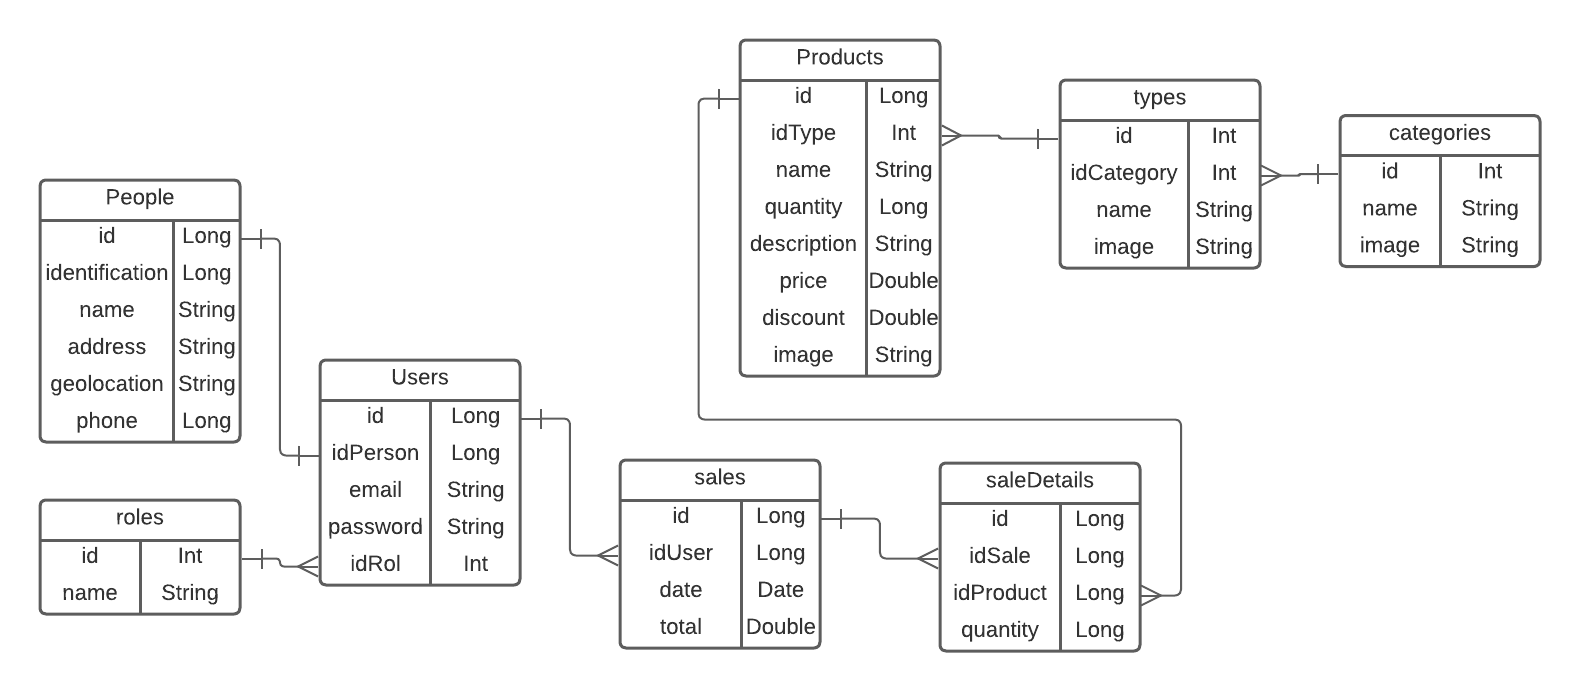 People
id Long
identification Long
name String
address String
geolocation String
phone Long
roles
id Int
name String
Users
id Long
idPerson Long
email String
password String
idRol Int
sales
id Long
idUser Long
date Date
total Double
saleDetails
id Long
idSale Long
idProduct Long
quantity Long
Products
id Long
idType Int
name String
quantity Long
description String
price Double
discount Double
image String
types
id Int
idCategory Int
name String
image String
categories
id Int
name String
image String